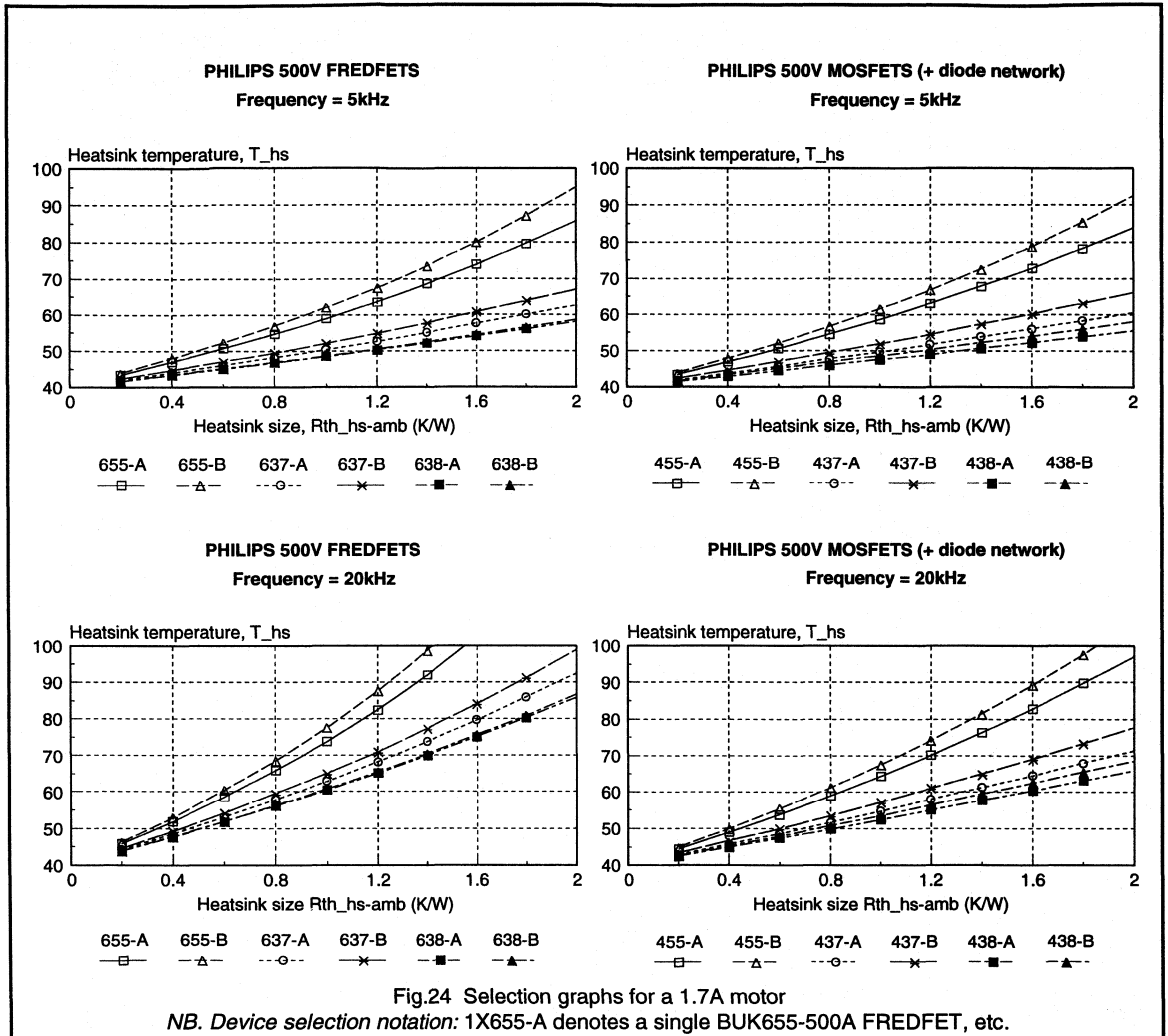 PHILIPS 500V FREDFETS
Frequency = 5kHz
Heatsink temperature, T_hs
100
90
80
70
60
50
40
0
0.4
0.8
1.2
1.6
2
Heatsink size, Rth_hs-amb (K/W)
655-A 655-B 637-A 637-B 638-A 638-B
PHILIPS 500V MOSFETS (+ diode network)
Frequency = 5kHz
Heatsink temperature, T_hs
100
90
80
70
60
50
40
0
0.4
0.8
1.2
1.6
2
Heatsink size, Rth_hs-amb (K/W)
455-A 455-B 437-A 437-B 438-A 438-B
PHILIPS 500V FREDFETS
Frequency = 20kHz
Heatsink temperature, T_hs
100
90
80
70
60
50
40
0
0.4
0.8
1.2
1.6
2
Heatsink size Rth_hs-amb (K/W)
655-A 655-B 637-A 637-B 638-A 638-B
PHILIPS 500V MOSFETS (+ diode network)
Frequency = 20kHz
Heatsink temperature, T_hs
100
90
80
70
60
50
40
0
0.4
0.8
1.2
1.6
2
Heatsink size Rth_hs-amb (K/W)
455-A 455-B 437-A 437-B 438-A 438-B
Fig.24 Selection graphs for a 1.7A motor
NB. Device selection notation: 1X655-A denotes a single BUK655-500A FREDFET, etc.